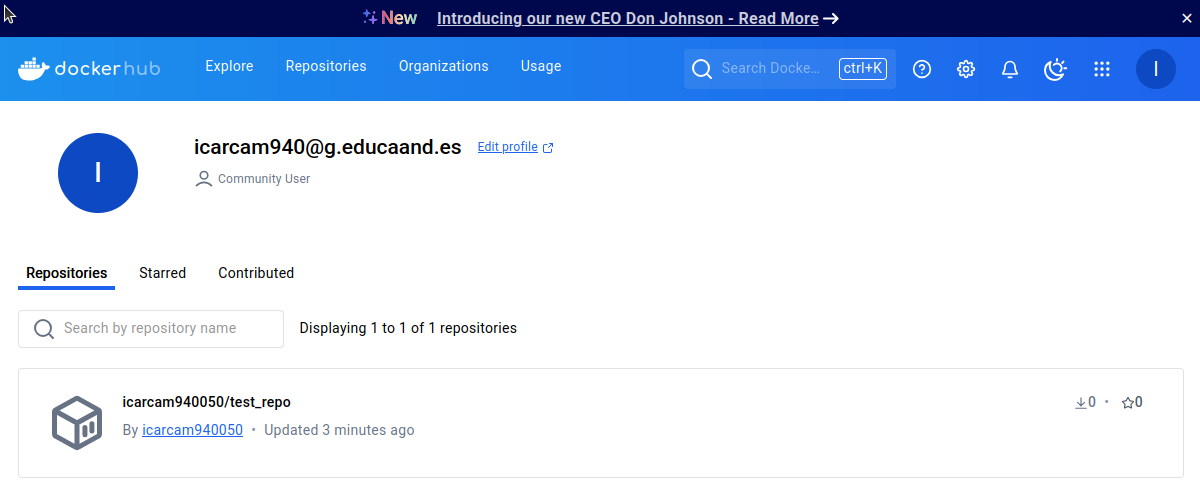 New Introducing our new CEO Don Johnson - Read More → ×
dockerhub Explore Repositories Organizations Usage Search Docke... ctrl+K I
I
icarcam940@g.educaand.es Edit profile
Community User
Repositories Starred Contributed
Search by repository name Displaying 1 to 1 of 1 repositories
icarcam940050/test_repo 0 • 0
By icarcam940050 • Updated 3 minutes ago